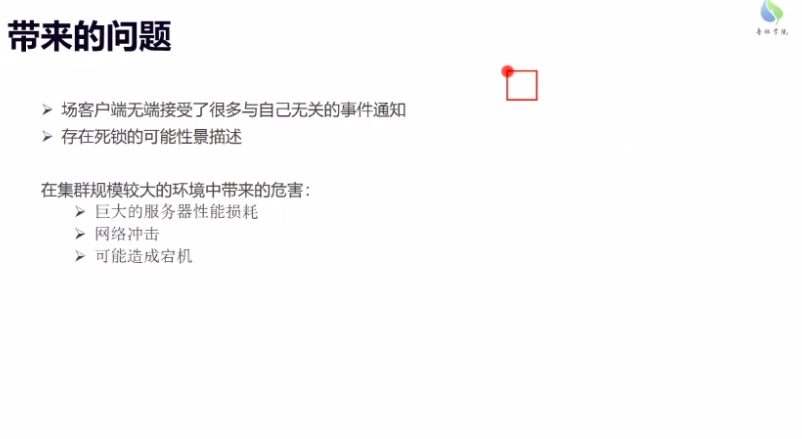 带来的问题
场客户端无端接受了很多与自己无关的事件通知
存在死锁的可能性景描述
在集群规模较大的环境中带来的危害:
巨大的服务器性能损耗
网络冲击
可能造成宕机